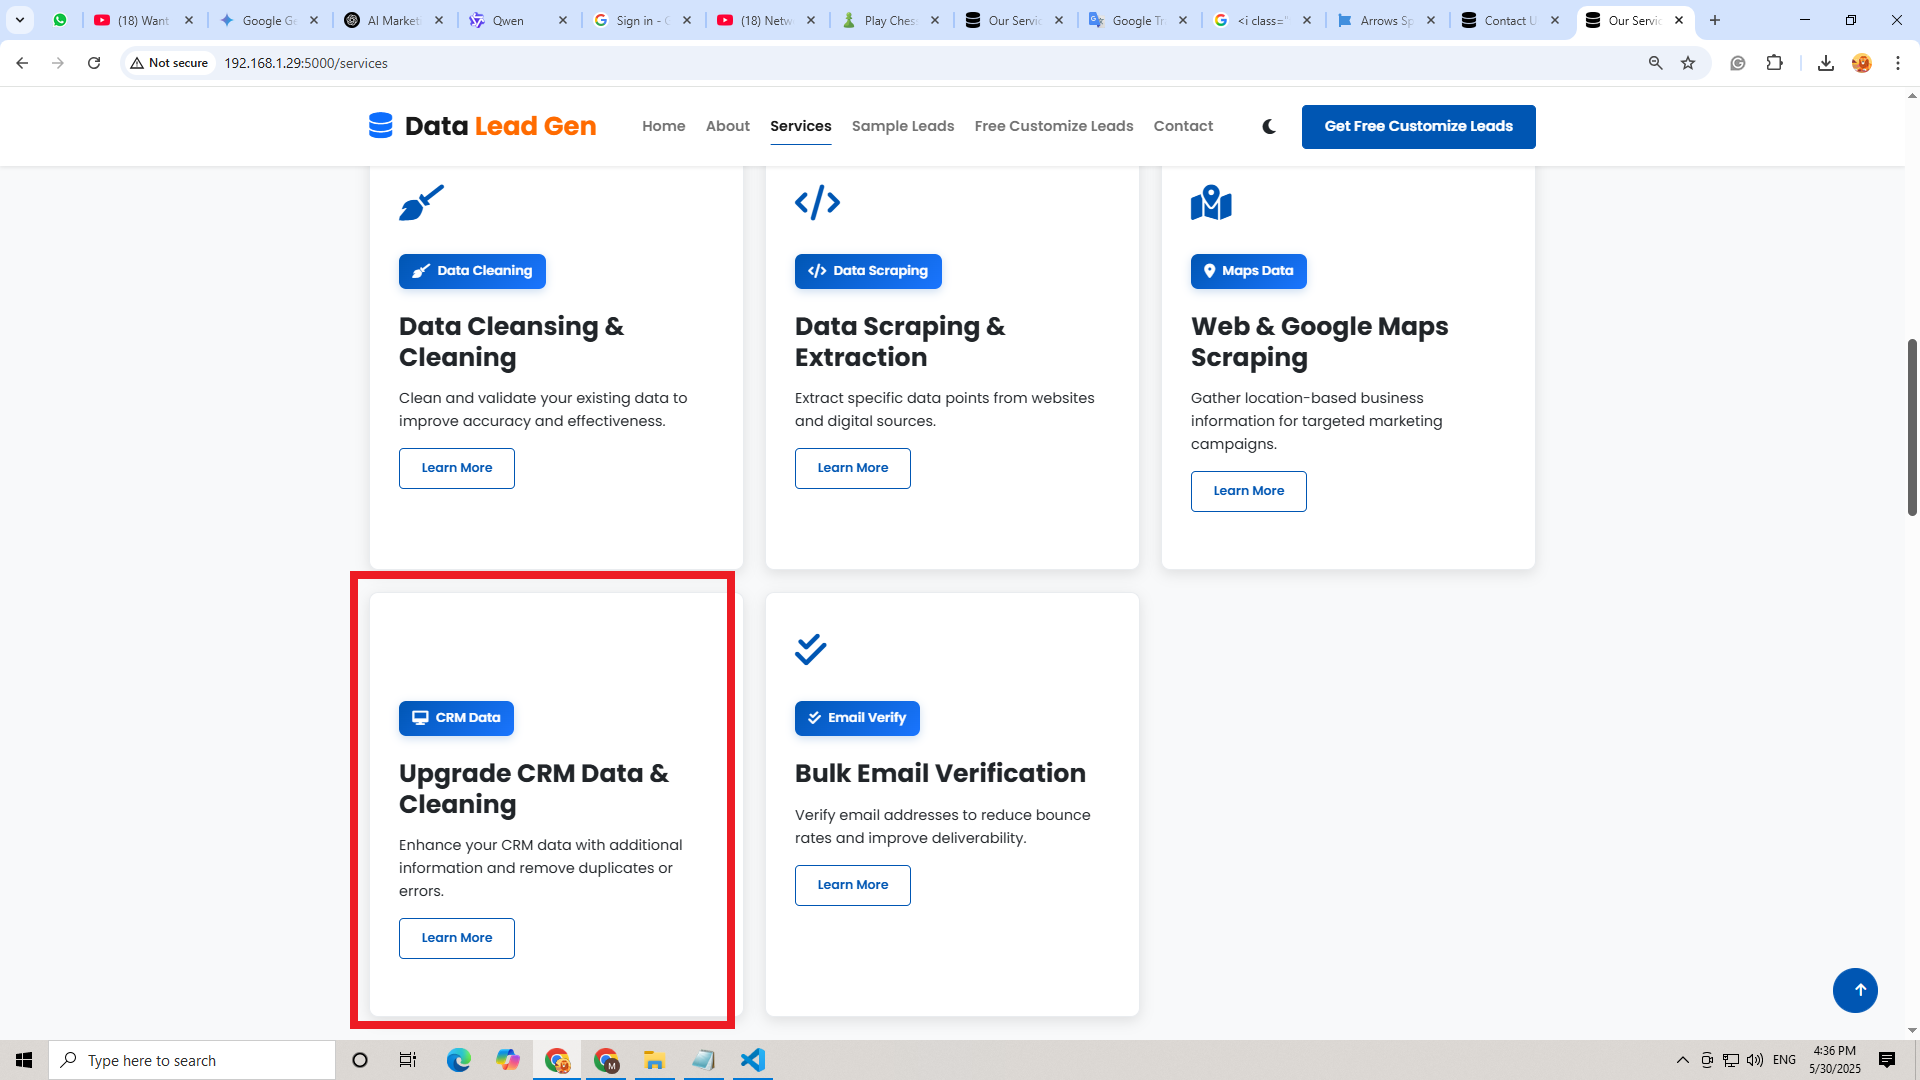 (18) Want
Google Ge
AI Marketi
Qwen
Sign in - G
(18) Netw
Play Chess
Our Servic
Google Tr
<i class="
Arrows Sp
Contact U
Our Servic
Not secure
192.168.1.29:5000/services
Data Lead Gen
Home
About
Services
Sample Leads
Free Customize Leads
Contact
Get Free Customize Leads
Data Cleaning
Data Cleansing &
Cleaning
Clean and validate your existing data to
improve accuracy and effectiveness.
Learn More
Data Scraping
Data Scraping &
Extraction
Extract specific data points from websites
and digital sources.
Learn More
Maps Data
Web & Google Maps
Scraping
Gather location-based business
information for targeted marketing
campaigns.
Learn More
CRM Data
Upgrade CRM Data &
Cleaning
Enhance your CRM data with additional
information and remove duplicates or
errors.
Learn More
Email Verify
Bulk Email Verification
Verify email addresses to reduce bounce
rates and improve deliverability.
Learn More
Type here to search
M
ENG
4:36 PM
5/30/2025